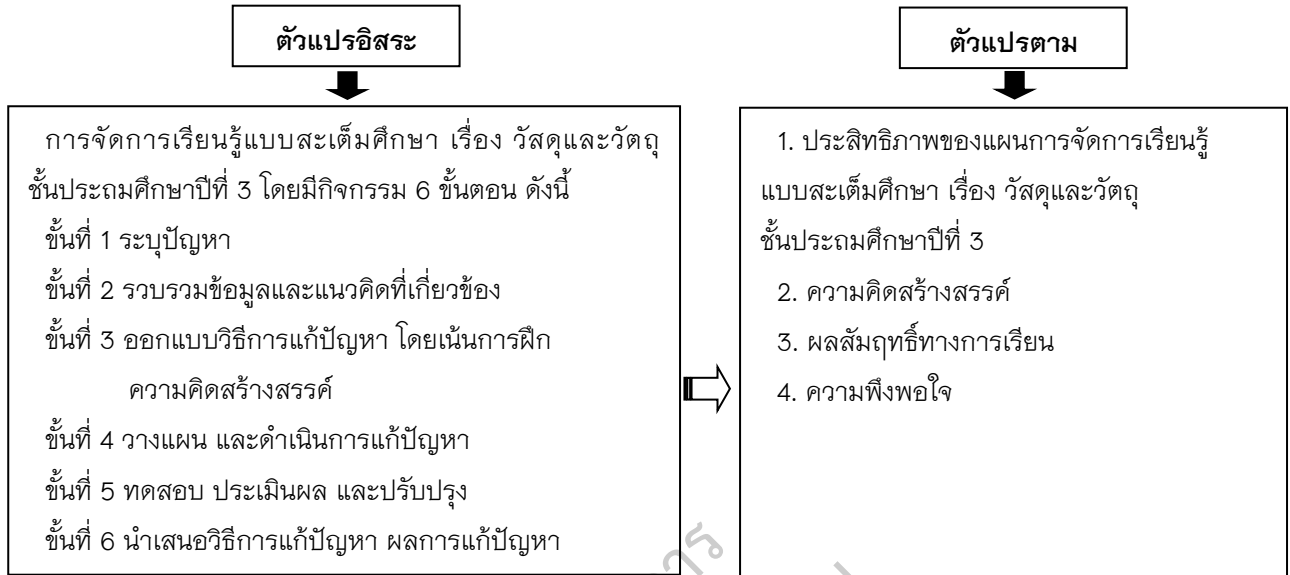 ตัวแปรอิสระ
การจัดการเรียนรู้แบบสะเต็มศึกษา เรื่อง วัสดุและวัตถุ
ชั้นประถมศึกษาปีที่ 3 โดยมีกิจกรรม 6 ขั้นตอน ดังนี้
ขั้นที่ 1 ระบุปัญหา
ขั้นที่ 2 รวบรวมข้อมูลและแนวคิดที่เกี่ยวข้อง
ขั้นที่ 3 ออกแบบวิธีการแก้ปัญหา โดยเน้นการฝึก
ความคิดสร้างสรรค์
ขั้นที่ 4 วางแผน และดำเนินการแก้ปัญหา
ขั้นที่ 5 ทดสอบ ประเมินผล และปรับปรุง
ขั้นที่ 6 นำเสนอวิธีการแก้ปัญหา ผลการแก้ปัญหา
ตัวแปรตาม
1. ประสิทธิภาพของแผนการจัดการเรียนรู้
แบบสะเต็มศึกษา เรื่อง วัสดุและวัตถุ
ชั้นประถมศึกษาปีที่ 3
2. ความคิดสร้างสรรค์
3. ผลสัมฤทธิ์ทางการเรียน
4. ความพึงพอใจ